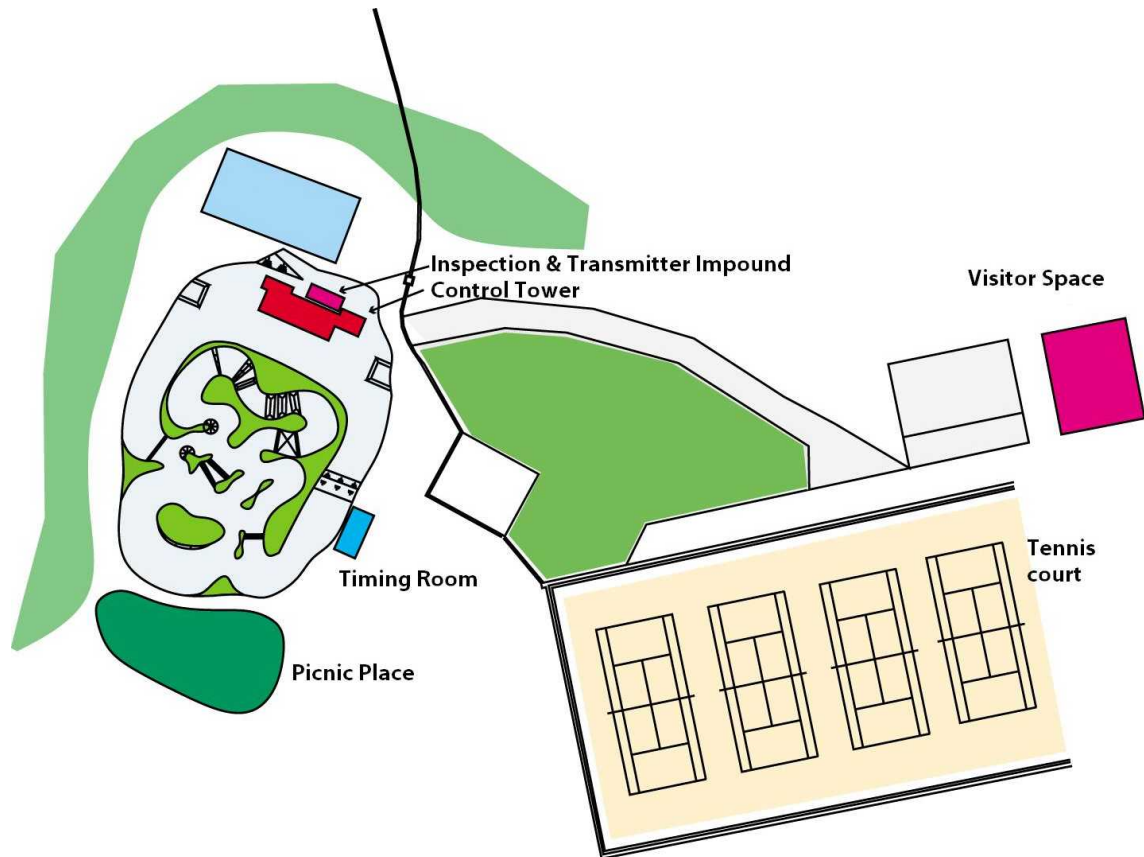 Inspection & Transmitter Impound
Control Tower
Visitor Space
Tennis
court
Timing Room
Picnic Place